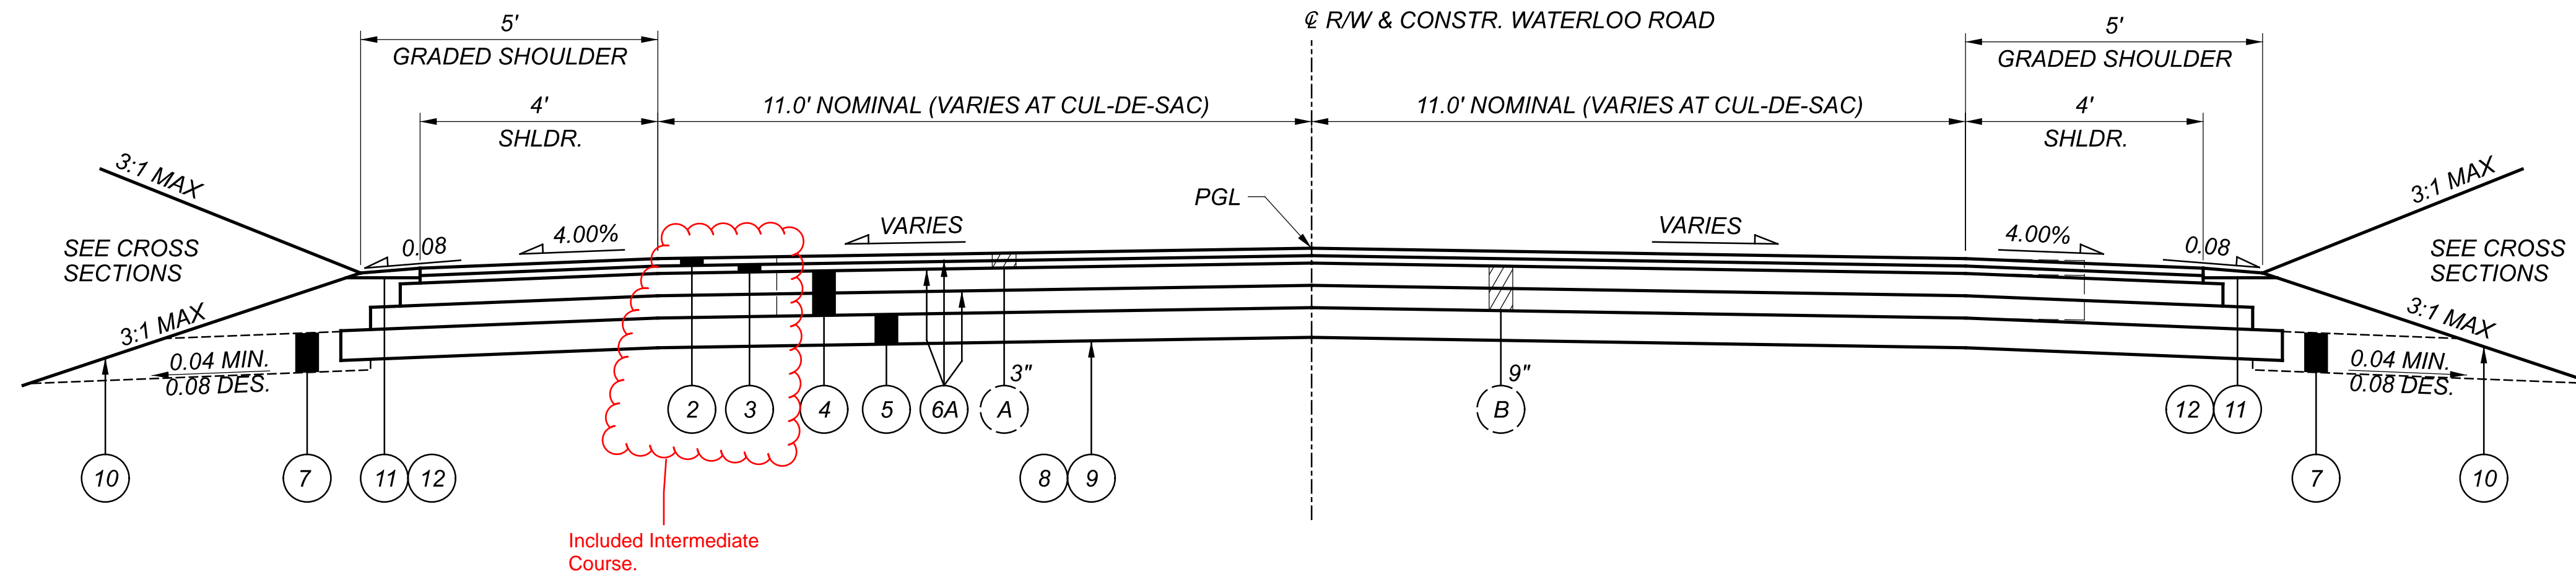 5'
GRADED SHOULDER
℄ R/W & CONSTR. WATERLOO ROAD
5'
GRADED SHOULDER
4'
SHLDR.
11.0' NOMINAL (VARIES AT CUL-DE-SAC)
11.0' NOMINAL (VARIES AT CUL-DE-SAC)
4'
SHLDR.
3:1 MAX
SEE CROSS
SECTIONS
0.08
4.00%
VARIES
PGL
VARIES
4.00%
0.08
3:1 MAX
SEE CROSS
SECTIONS
3:1 MAX
3:1 MAX
0.04 MIN.
0.08 DES.
0.04 MIN.
0.08 DES.
3"
9"
2
3
4
5
6A
A
B
12
11
10
7
11
12
8
9
7
10
Included Intermediate
Course.